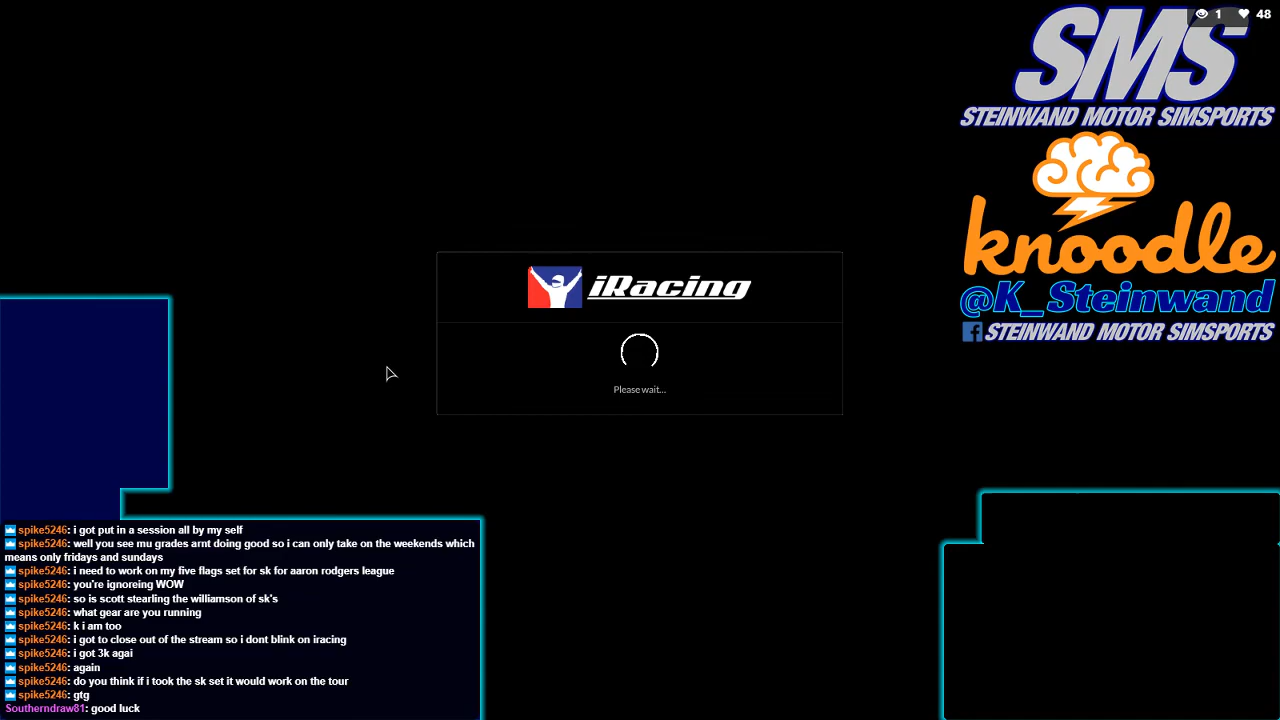 1 48
SMS
STEINWAND MOTOR SIMSPORTS
knoodle
@K_Steinwand
STEINWAND MOTOR SIMSPORTS
iRacing
Please wait...
spike5246: i got put in a session all by my self
spike5246: well you see mu grades arnt doing good so i can only take on the weekends which
means only fridays and sundays
spike5246: i need to work on my five flags set for sk for aaron rodgers league
spike5246: you're ignoreing WOW
spike5246: so is scott stearling the williamson of sk's
spike5246: what gear are you running
spike5246: k i am too
spike5246: i got to close out of the stream so i dont blink on iracing
spike5246: i got 3k agai
spike5246: again
spike5246: do you think if i took the sk set it would work on the tour
spike5246: gtg
Southerndraw81: good luck